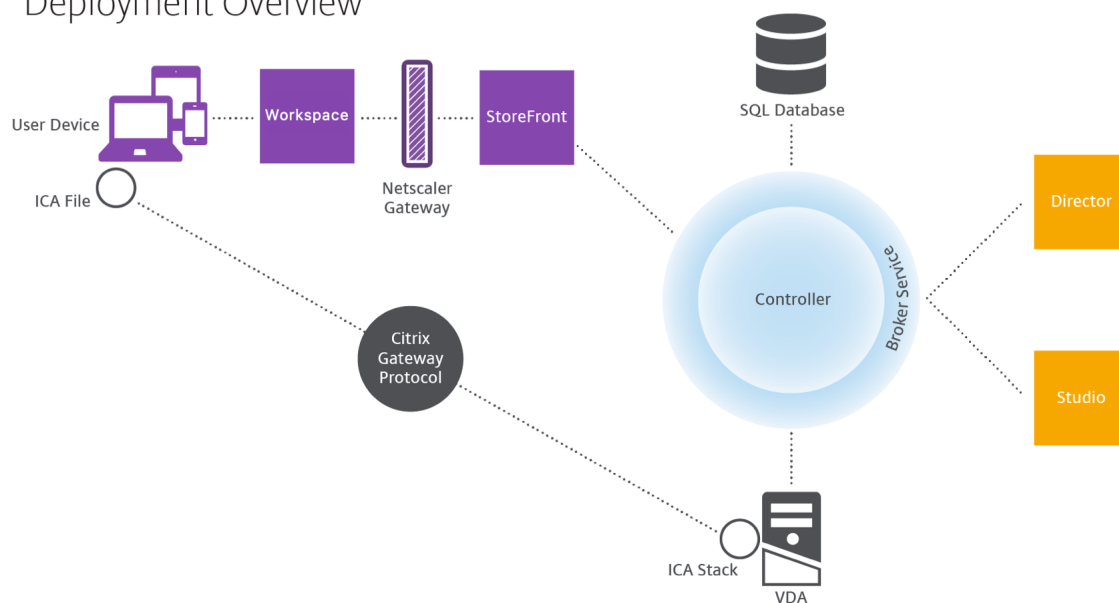 Deployment Overview
SQL Database
User Device
Workspace
StoreFront
Netscaler
Gateway
ICA File
Director
Controller
Broker Service
Citrix
Gateway
Protocol
Studio
ICA Stack
VDA